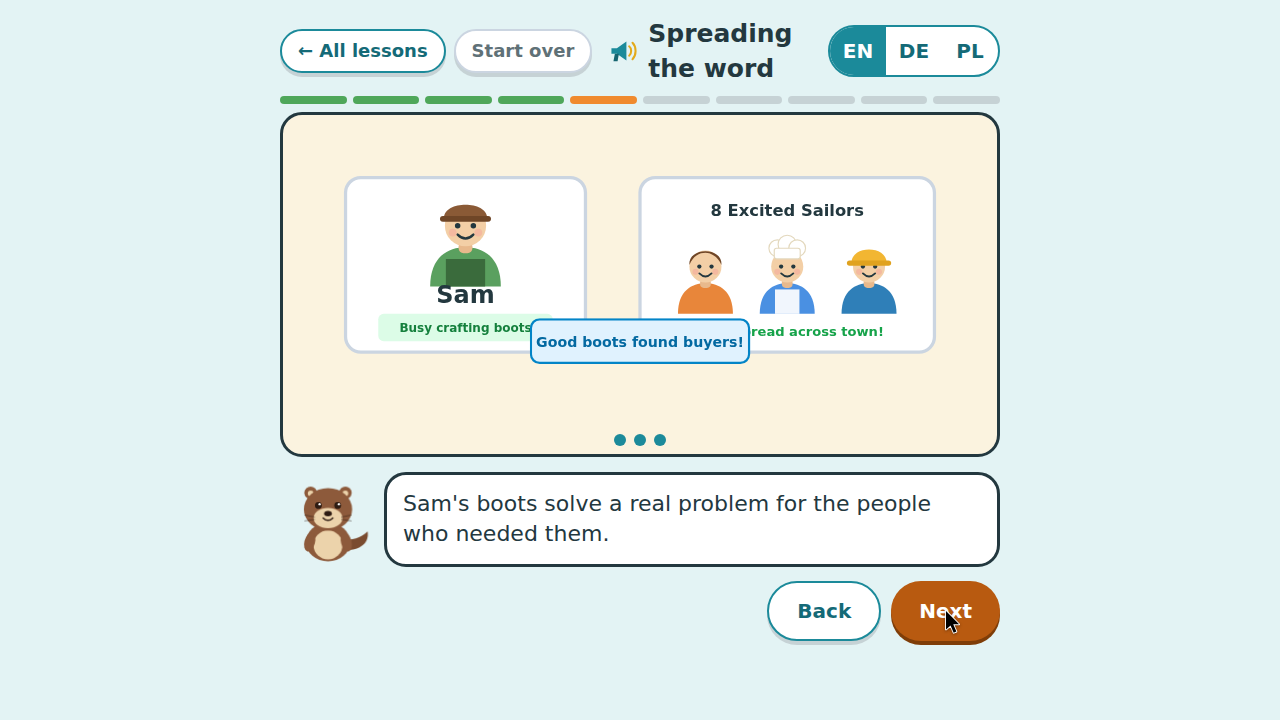 ← All lessons
Start over
Spreading
the word
EN
DE
PL
Sam
Busy crafting boots
8 Excited Sailors
across town!
Good boots found buyers!
Sam's boots solve a real problem for the people
who needed them.
Back
Next